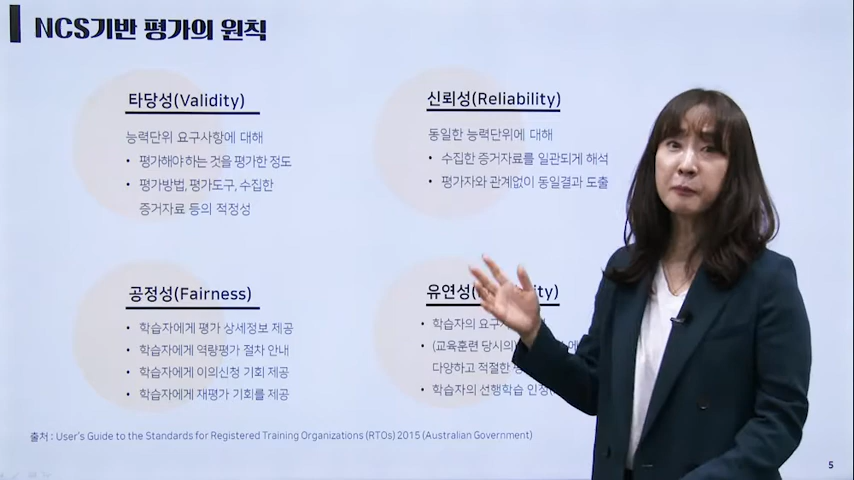 NCS기반 평가의 원칙
타당성(Validity)
능력단위 요구사항에 대해
• 평가해야 하는 것을 평가한 정도
• 평가방법, 평가도구, 수집한
증거자료 등의 적정성
신뢰성(Reliability)
동일한 능력단위에 대해
• 수집한 증거자료를 일관되게 해석
• 평가자와 관계없이 동일결과 도출
공정성(Fairness)
• 학습자에게 평가 상세정보 제공
• 학습자에게 역량평가 절차 안내
• 학습자에게 이의신청 기회 제공
• 학습자에게 재평가 기회를 제공
유연성(
• 학습자의
• (교육훈련 당시의)
다양하고 적절한
• 학습자의 선행학습 인정(
출처 : User's Guide to the Standards for Registered Training Organizations (RTOs) 2015 (Australian Government)
5